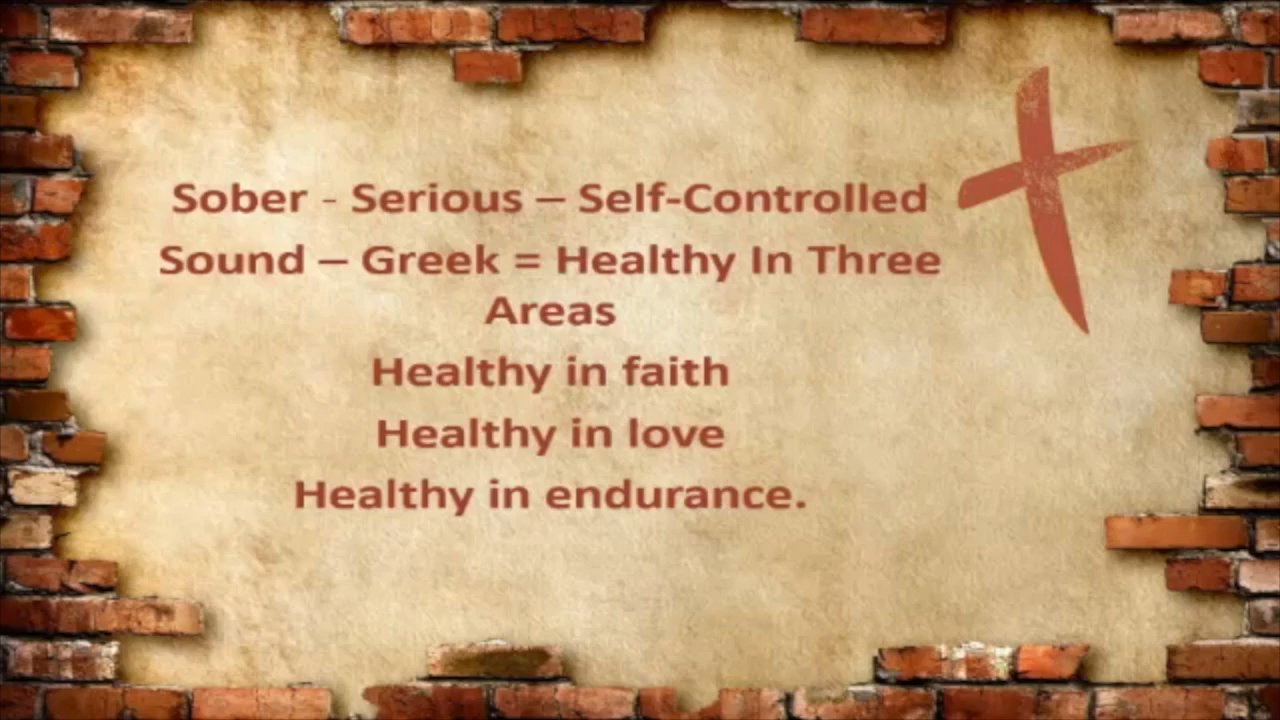 Sober - Serious – Self-Controlled
Sound – Greek = Healthy In Three
Areas
Healthy in faith
Healthy in love
Healthy in endurance.